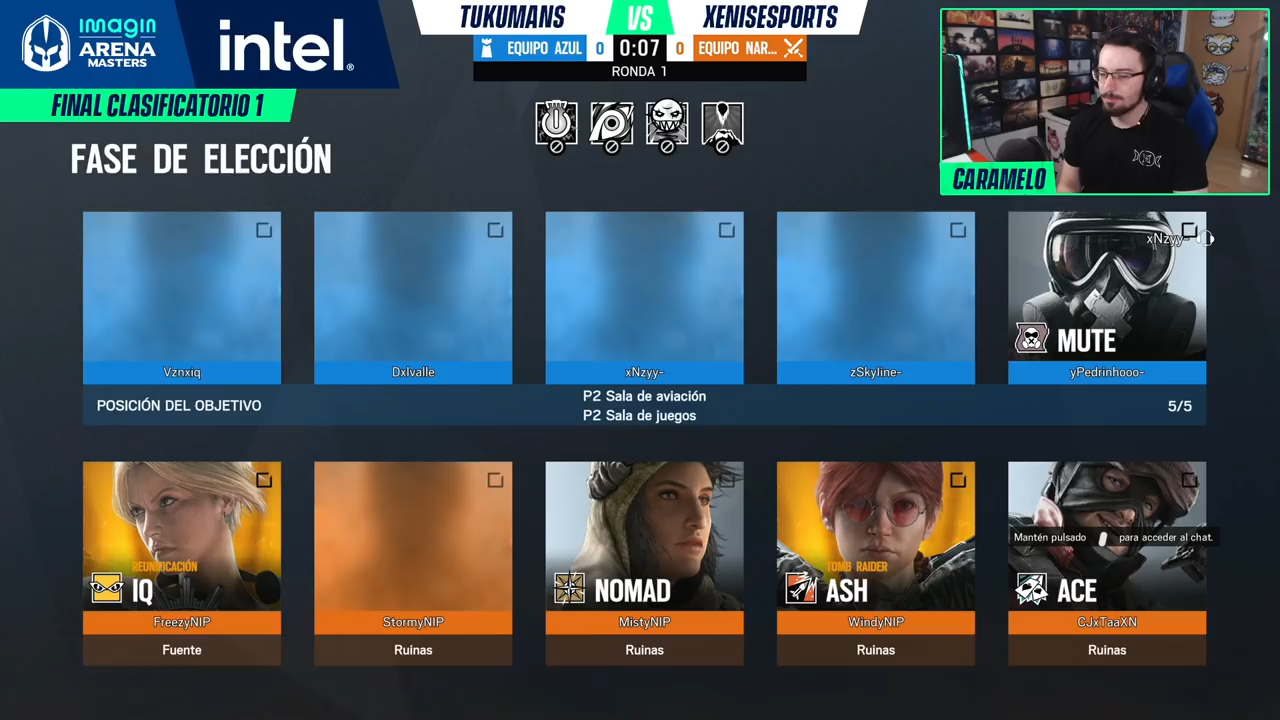 imagin
ARENA
MASTERS
intel®
FINAL CLASIFICATORIO 1
TUKUMANS
VS
XENISESPORTS
EQUIPO AZUL
0
0:07
0
EQUIPO NAR...
RONDA 1
CARAMELO
FASE DE ELECCIÓN
xNzyy-
MUTE
Vznxiq
Dxlvalle
xNzyy-
zSkyline-
yPedrinhooo-
POSICIÓN DEL OBJETIVO
P2 Sala de aviación
P2 Sala de juegos
5/5
Mantén pulsado para acceder al chat.
REUNIFICACIÓN
IQ
NOMAD
TOMB RAIDER
ASH
ACE
FreezyNIP
StormyNIP
MistyNIP
WindyNIP
CJxTaaXN
Fuente
Ruinas
Ruinas
Ruinas
Ruinas